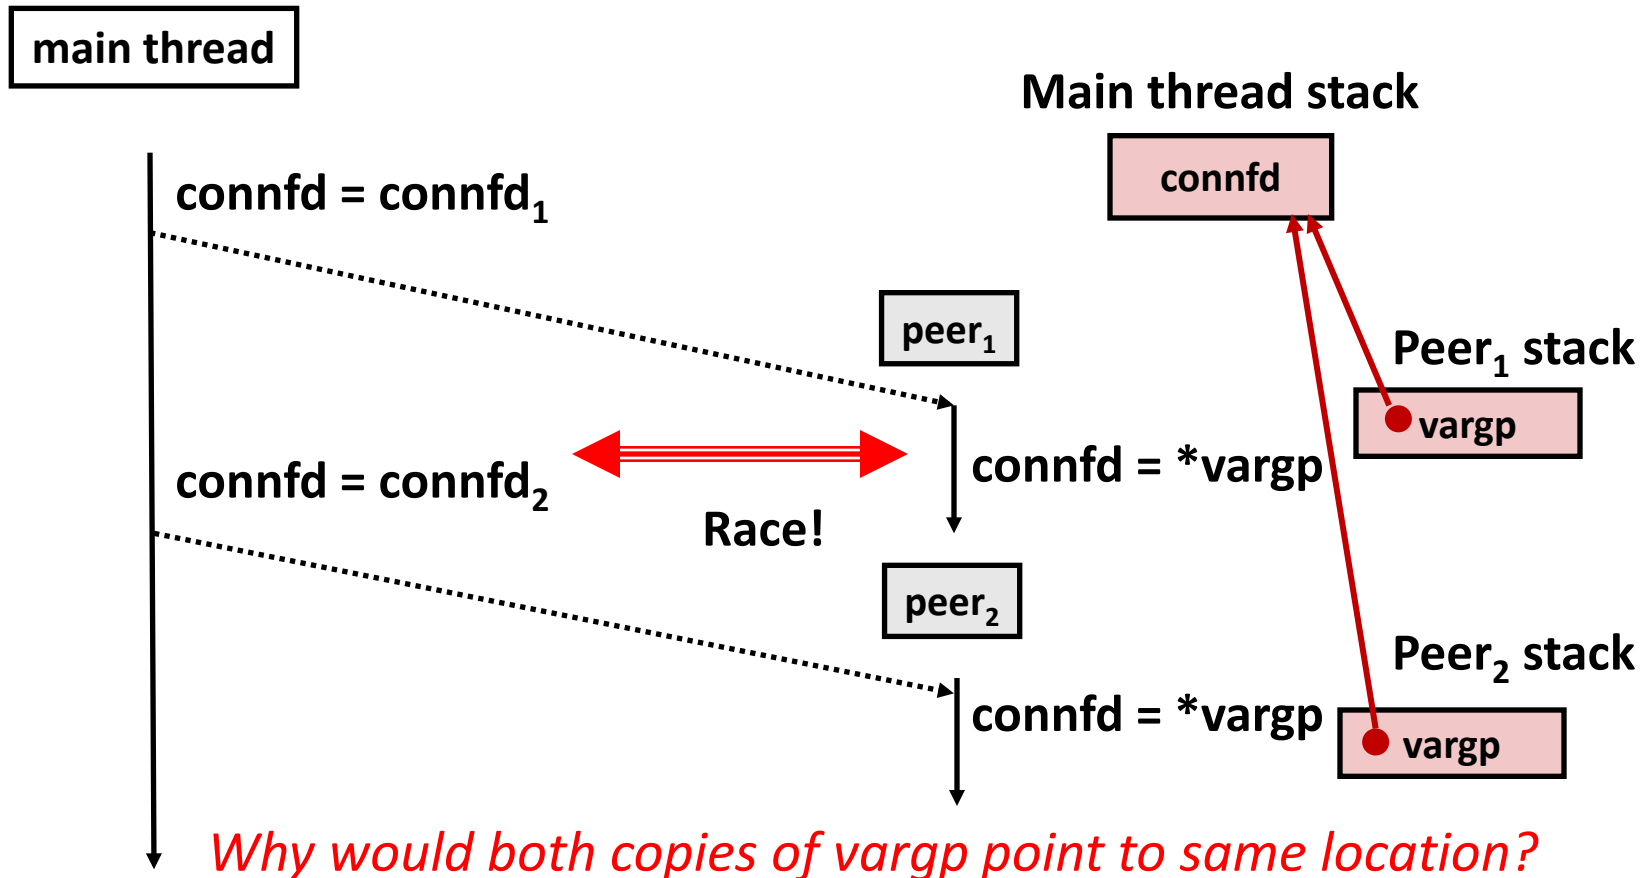 main thread
Main thread stack
connfd
connfd = connfd₁
peer₁
Peer₁ stack
vargp
connfd = *vargp
connfd = connfd₂
Race!
peer₂
Peer₂ stack
connfd = *vargp
vargp
Why would both copies of vargp point to same location?